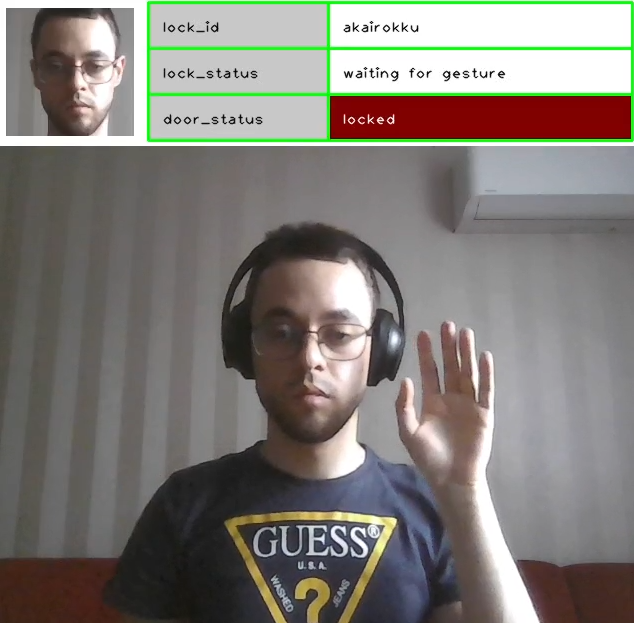 lock_id akairokku
lock_status waiting for gesture
door_status locked
GUESS®
U.S.A.
WASHED JEANS
?